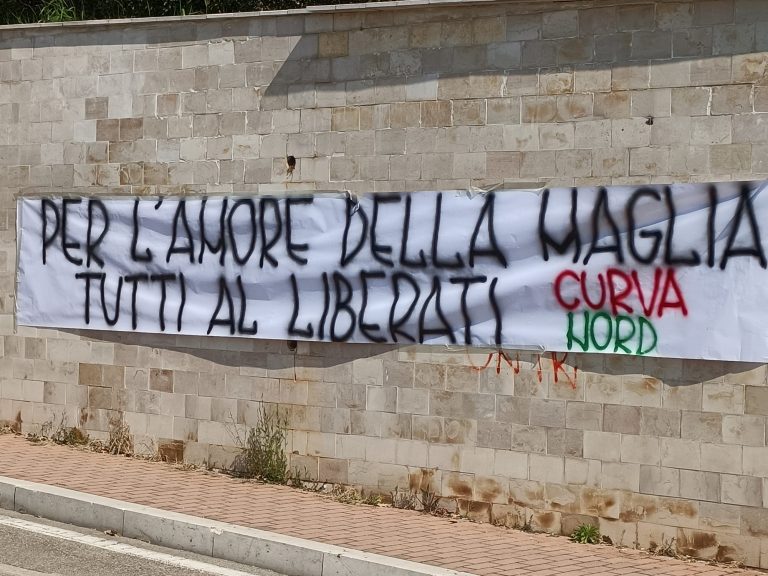 PER L'AMORE DELLA MAGLIA
TUTTI AL LIBERATI
CURVA
NORD